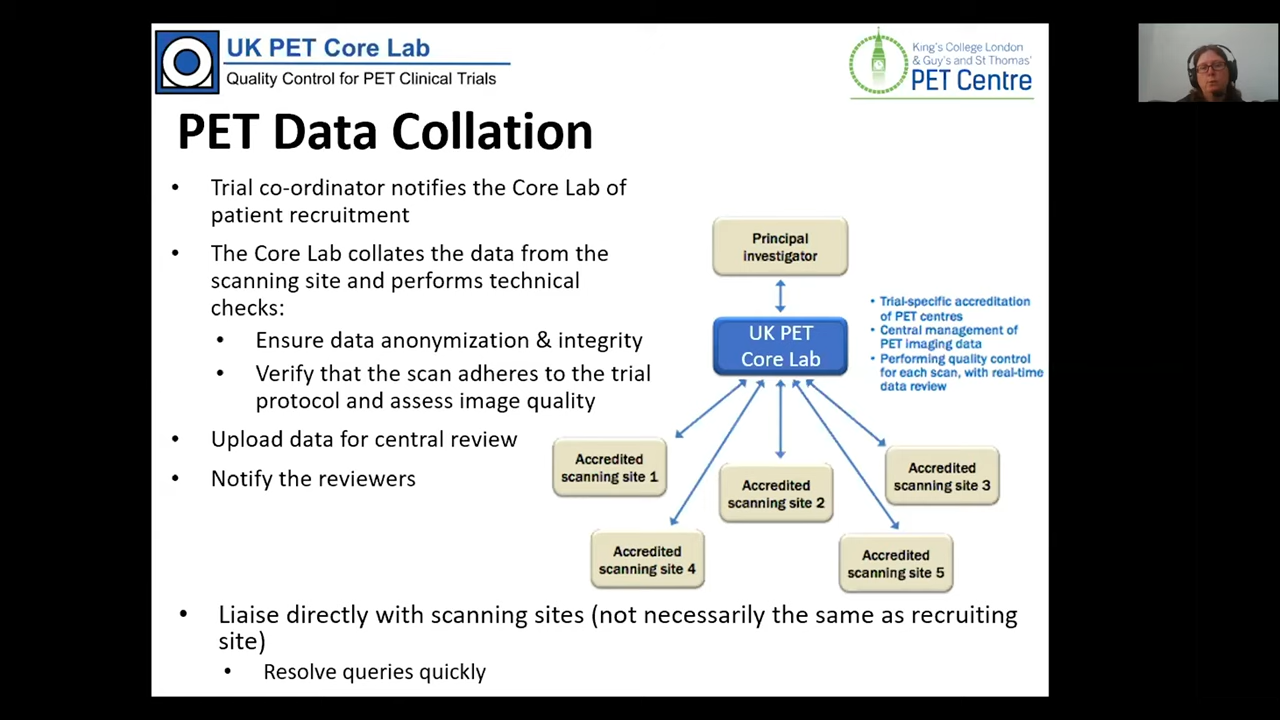 UK PET Core Lab
Quality Control for PET Clinical Trials
King's College London
& Guy's and St Thomas'
PET Centre
PET Data Collation
• Trial co-ordinator notifies the Core Lab of
patient recruitment
• The Core Lab collates the data from the
scanning site and performs technical
checks:
• Ensure data anonymization & integrity
• Verify that the scan adheres to the trial
protocol and assess image quality
• Upload data for central review
• Notify the reviewers
Principal
investigator
UK PET
Core Lab
• Trial-specific accreditation
of PET centres
• Central management of
PET imaging data
• Performing quality control
for each scan, with real-time
data review
Accredited
scanning site 1
Accredited
scanning site 2
Accredited
scanning site 3
Accredited
scanning site 4
Accredited
scanning site 5
• Liaise directly with scanning sites (not necessarily the same as recruiting
site)
• Resolve queries quickly